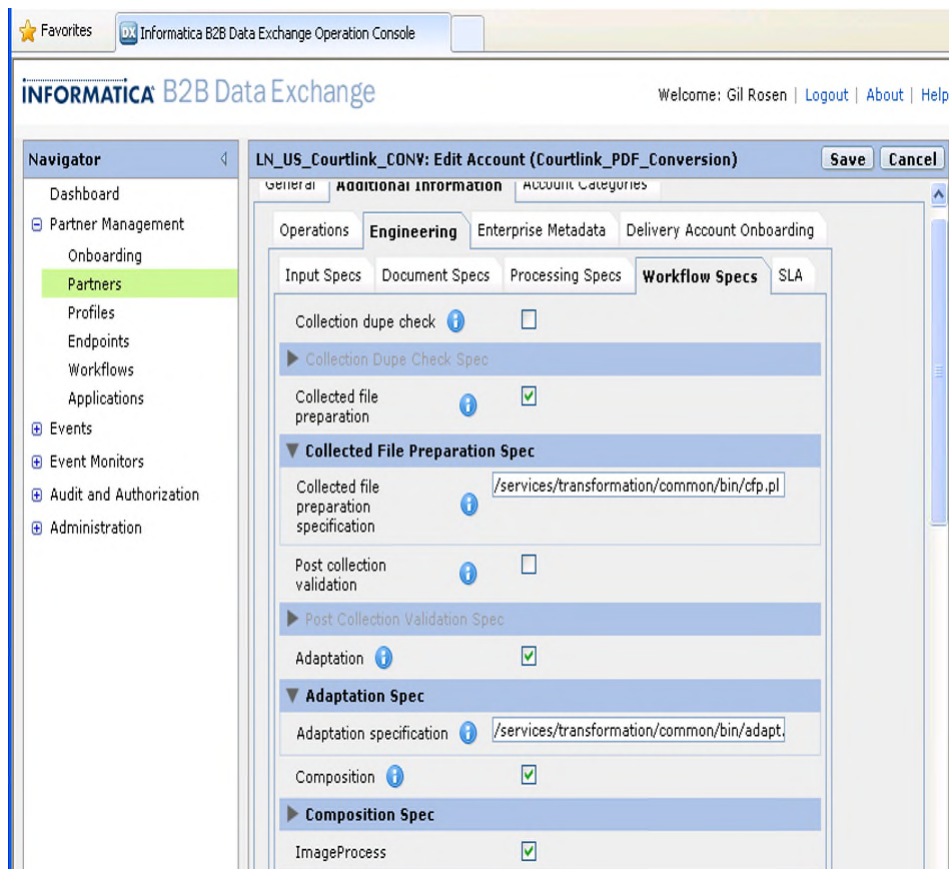 Favorites
DX Informatica B2B Data Exchange Operation Console
INFORMATICA B2B Data Exchange
Welcome: Gil Rosen | Logout | About | Help
Navigator
LN_US_Courtlink_CONV: Edit Account (Courtlink_PDF_Conversion)
Save Cancel
Dashboard
Partner Management
Onboarding
Partners
Profiles
Endpoints
Workflows
Applications
Events
Event Monitors
Audit and Authorization
Administration
General Additional Information Account Categories
Operations Engineering Enterprise Metadata Delivery Account Onboarding
Input Specs Document Specs Processing Specs Workflow Specs SLA
Collection dupe check
Collection Dupe Check Spec
Collected file
preparation
Collected File Preparation Spec
Collected file
preparation
specification
/services/transformation/common/bin/cfp.pl
Post collection
validation
Post Collection Validation Spec
Adaptation
Adaptation Spec
Adaptation specification
/services/transformation/common/bin/adapt.
Composition
Composition Spec
ImageProcess